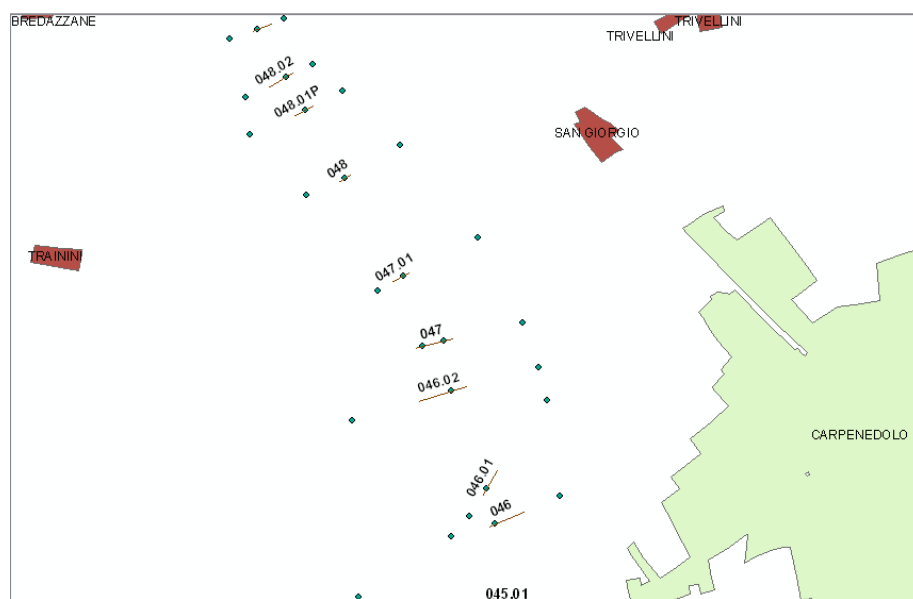 BREDAZZANE
TRIVELLINI
TRIVELLINI
048.02
048.01P
SAN GIORGIO
048
TRAININI
047.01
047
046.02
CARPENEDOLO
046.01
046
045.01